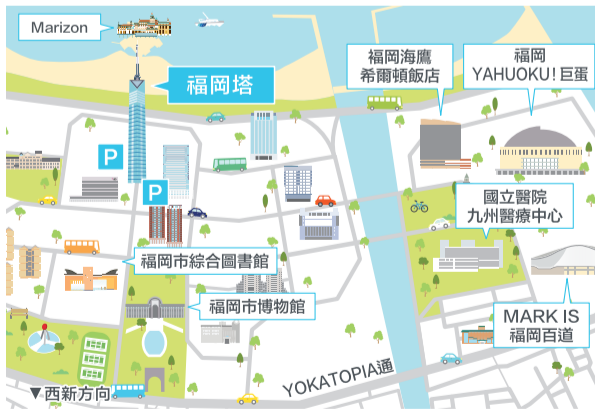 Marizon
福岡塔
福岡海鷹
希爾頓飯店
福岡
YAHUOKU！巨蛋
P
P
國立醫院
九州醫療中心
福岡市綜合圖書館
福岡市博物館
MARK IS
福岡百道
YOKATOPIA通
▼西新方向